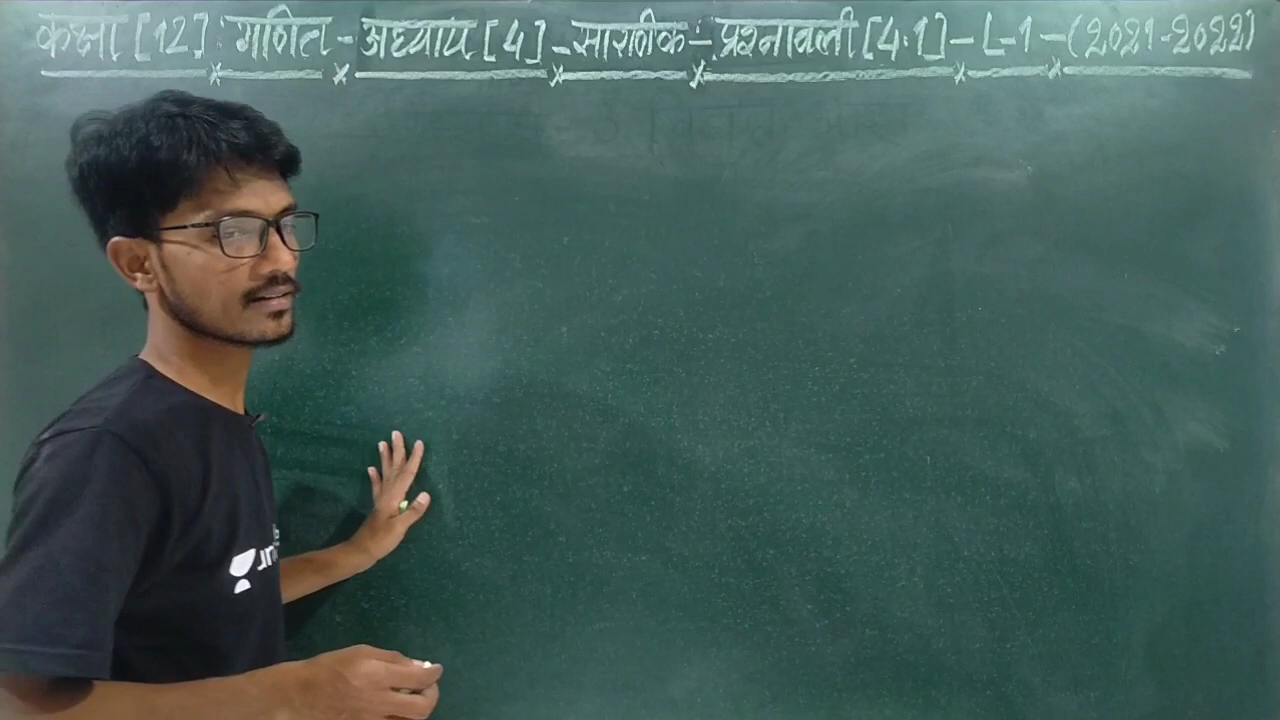 कक्षा [12] गणित - अध्याय [4] - सारणीक - प्रश्नावली [4.1] - L-1 - (2021-2022)